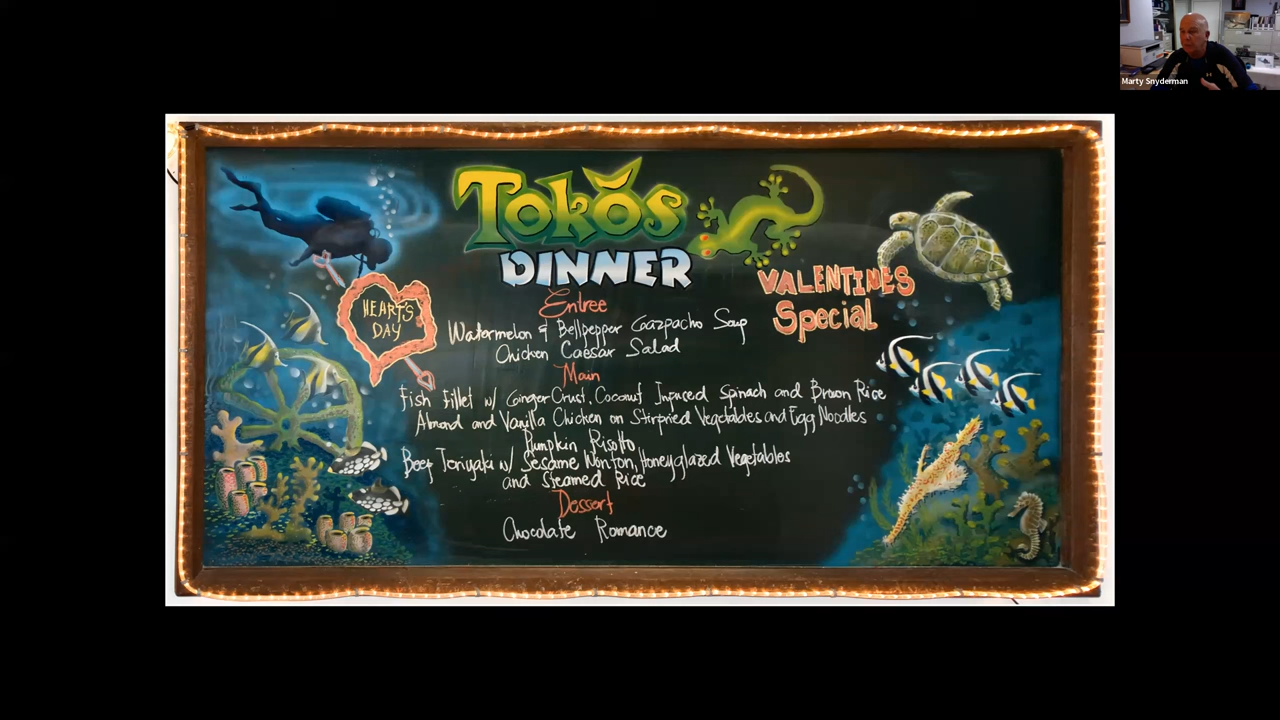 Marty Snyderman
Tokŏs
DINNER
HEART'S
DAY
VALENTINES
Special
Entree
Watermelon & Bellpepper Gazpacho Soup
Chicken Caesar Salad
Main
Fish Fillet w/ Ginger Crust, Coconut Infused Spinach and Brown Rice
Almond and Vanilla Chicken on Stirfried Vegetables and Egg Noodles
Pumpkin Risotto
Beef Teriyaki w/ Sesame Wonton, Honeyglazed Vegetables
and Steamed Rice
Dessert
Chocolate Romance